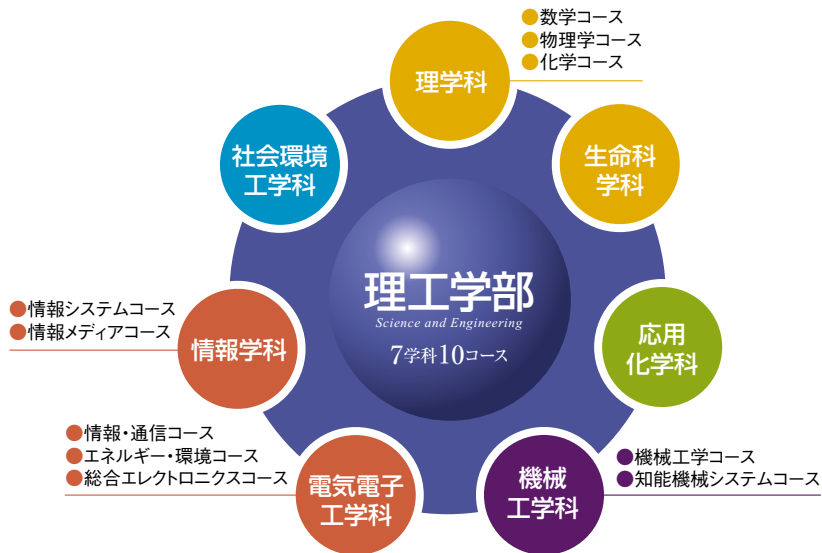 ●数学コース
●物理学コース
●化学コース
理学科
社会環境
工学科
生命科
学科
理工学部
Science and Engineering
7学科10コース
●情報システムコース
●情報メディアコース
情報学科
応用
化学科
●情報・通信コース
●エネルギー・環境コース
●総合エレクトロニクスコース
電気電子
工学科
機械
工学科
●機械工学コース
●知能機械システムコース